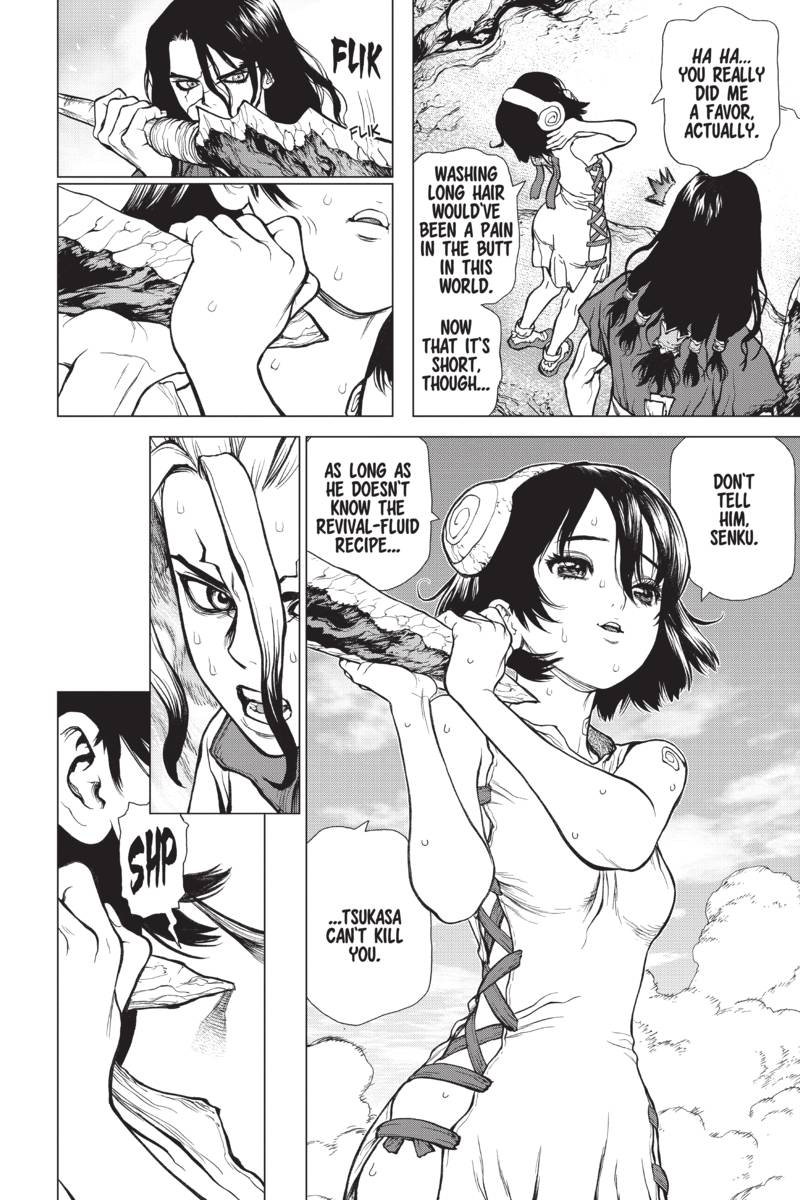 HA HA...
YOU REALLY
DID ME
A FAVOR,
ACTUALLY.
WASHING
LONG HAIR
WOULD'VE
BEEN A PAIN
IN THE BUTT
IN THIS
WORLD.
NOW
THAT IT'S
SHORT,
THOUGH...
FLIK
FLIK
DON'T
TELL
HIM,
SENKU.
AS LONG AS
HE DOESN'T
KNOW THE
REVIVAL-FLUID
RECIPE...
...TSUKASA
CAN'T KILL
YOU.
SHP